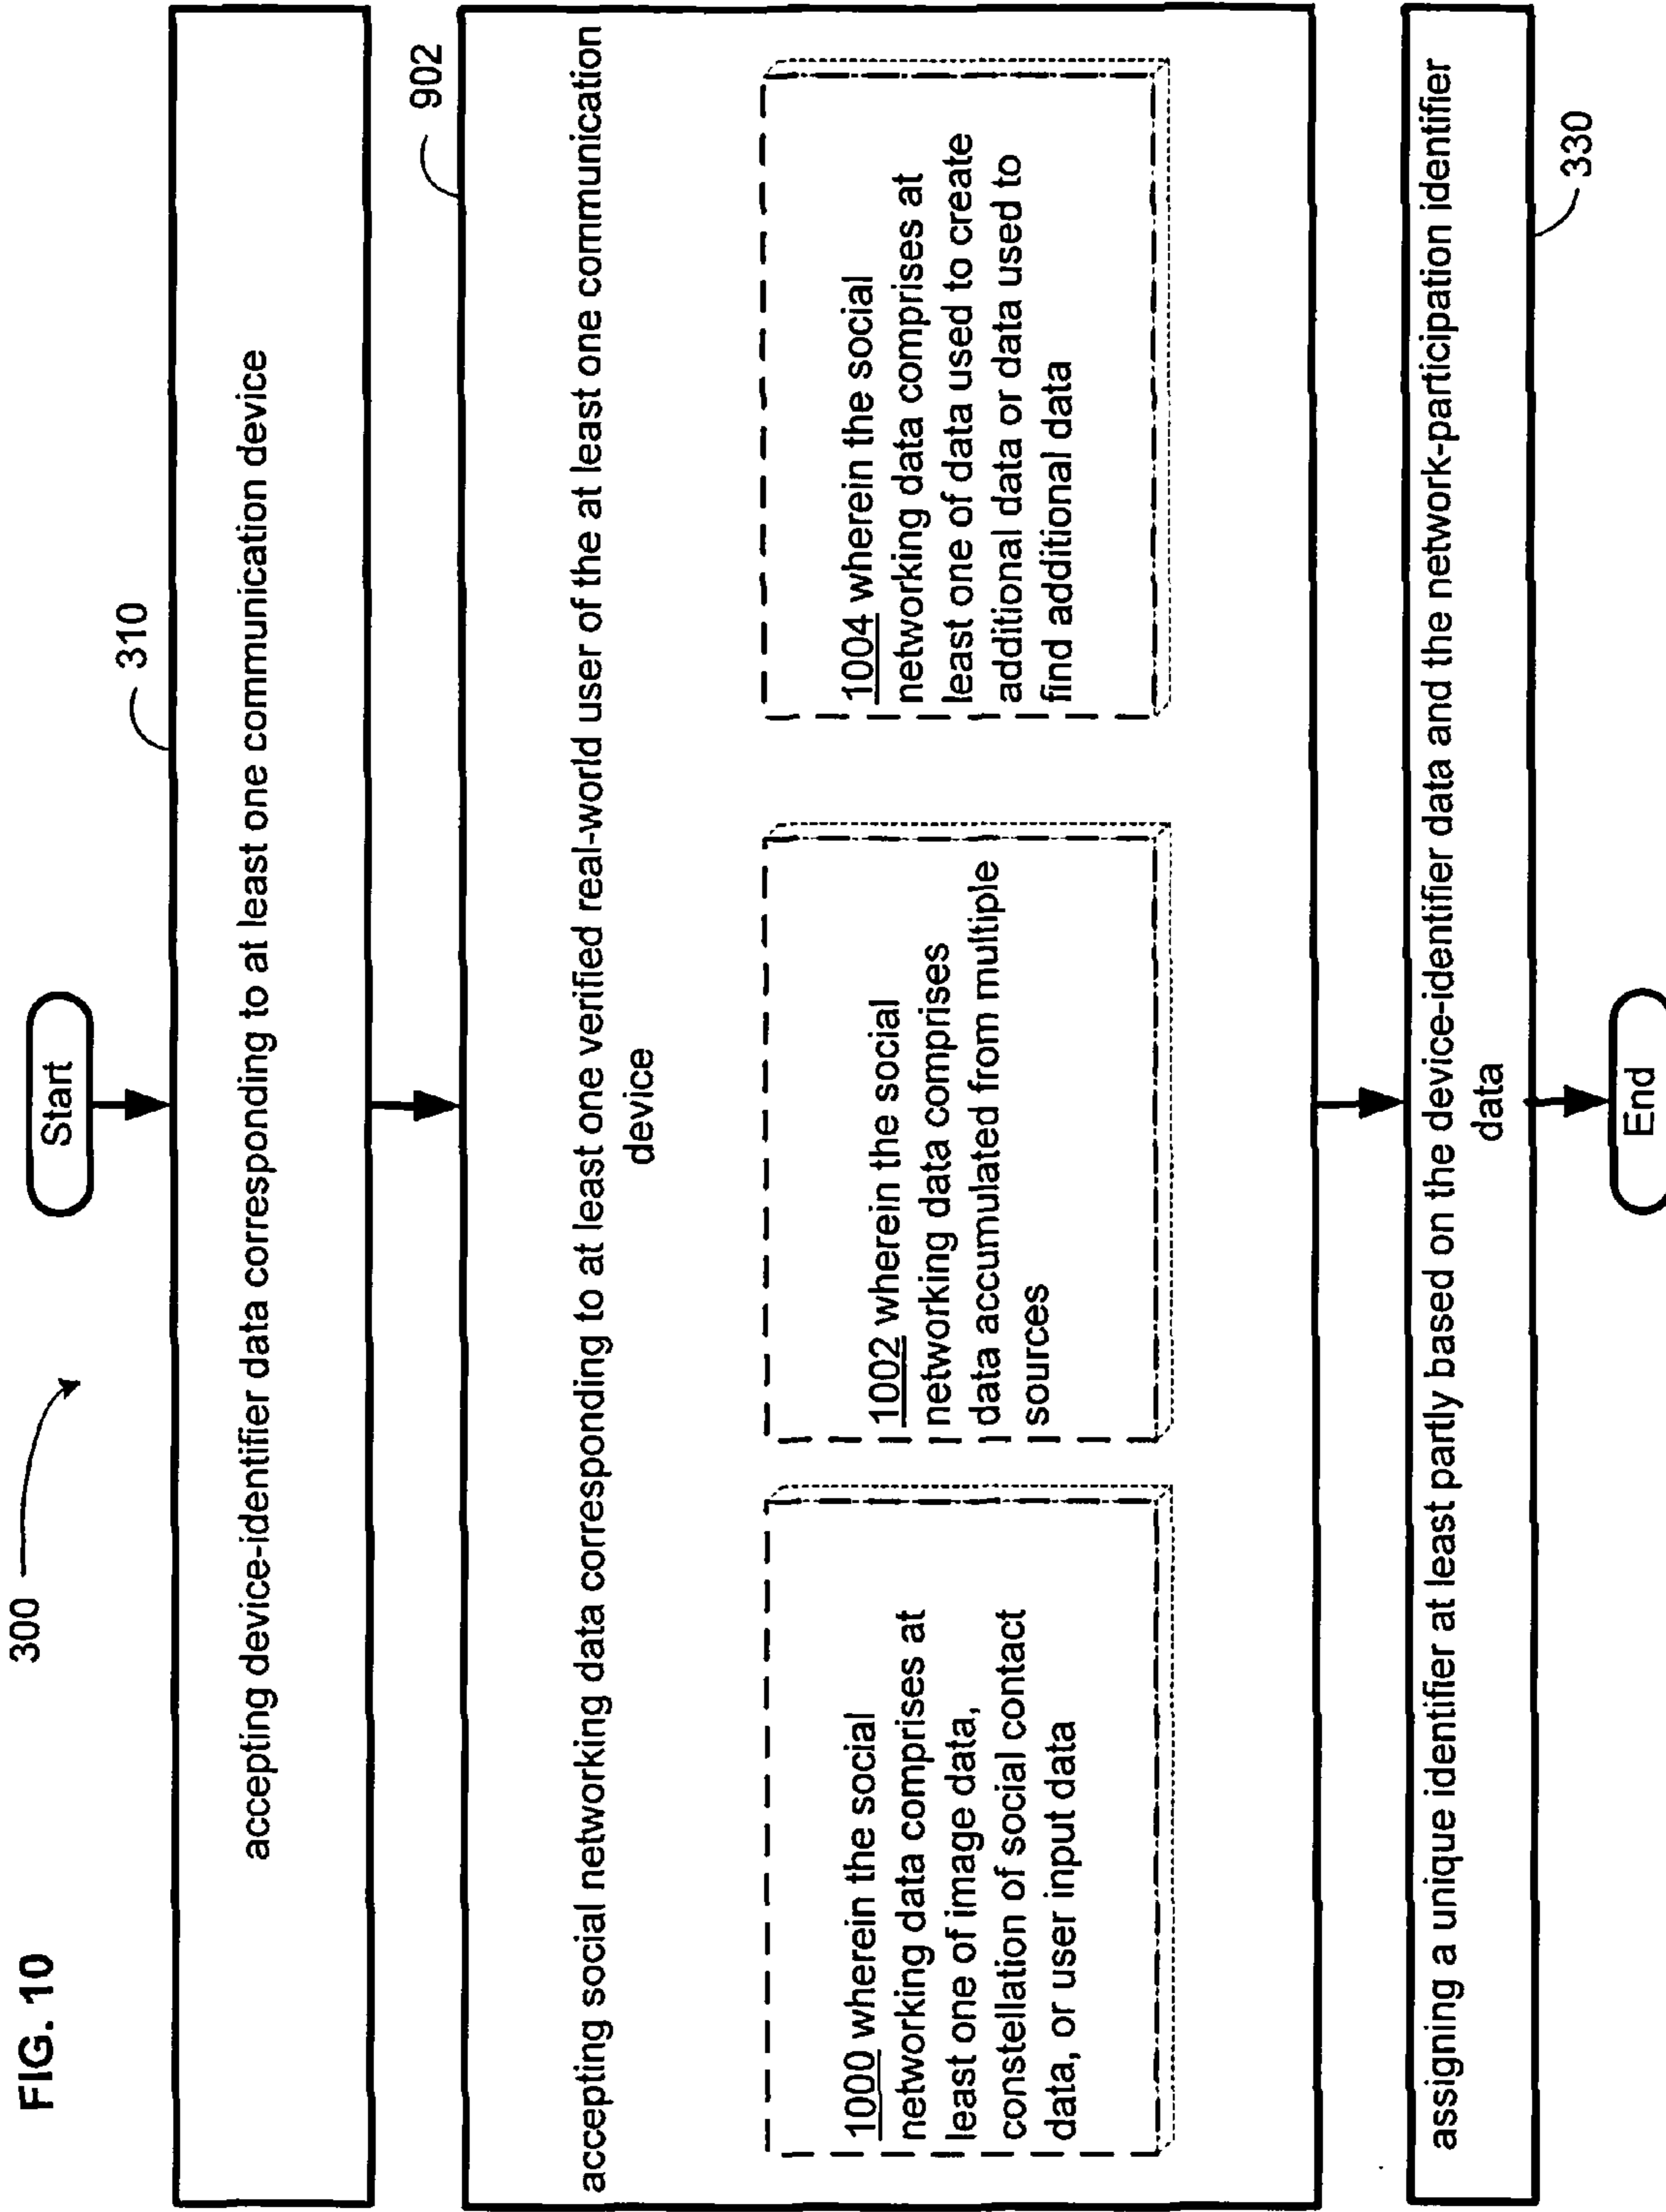 FIG. 10
300
Start
310
accepting device-identifier data corresponding to at least one communication device
902
accepting social networking data corresponding to at least one verified real-world user of the at least one communication
device
1000 wherein the social
networking data comprises at
least one of image data,
constellation of social contact
data, or user input data
1002 wherein the social
networking data comprises
data accumulated from multiple
sources
1004 wherein the social
networking data comprises at
least one of data used to create
additional data or data used to
find additional data
assigning a unique identifier at least partly based on the device-identifier data and the network-participation identifier
data
330
End